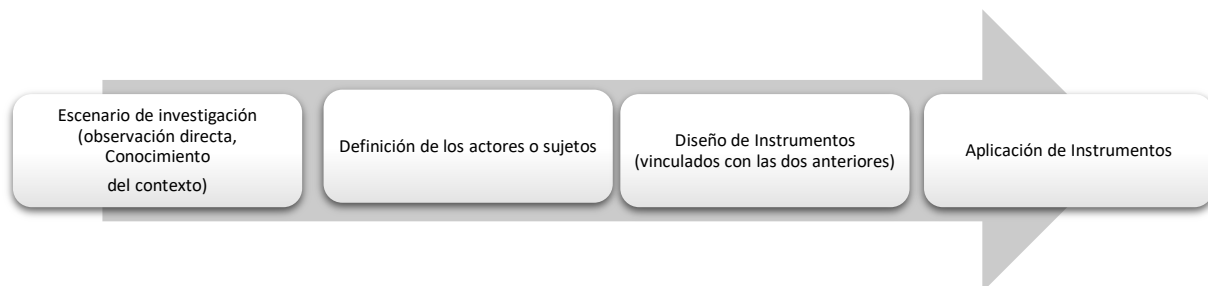 Escenario de investigación
(observación directa,
Conocimiento
del contexto)
Definición de los actores o sujetos
Diseño de Instrumentos
(vinculados con las dos anteriores)
Aplicación de Instrumentos